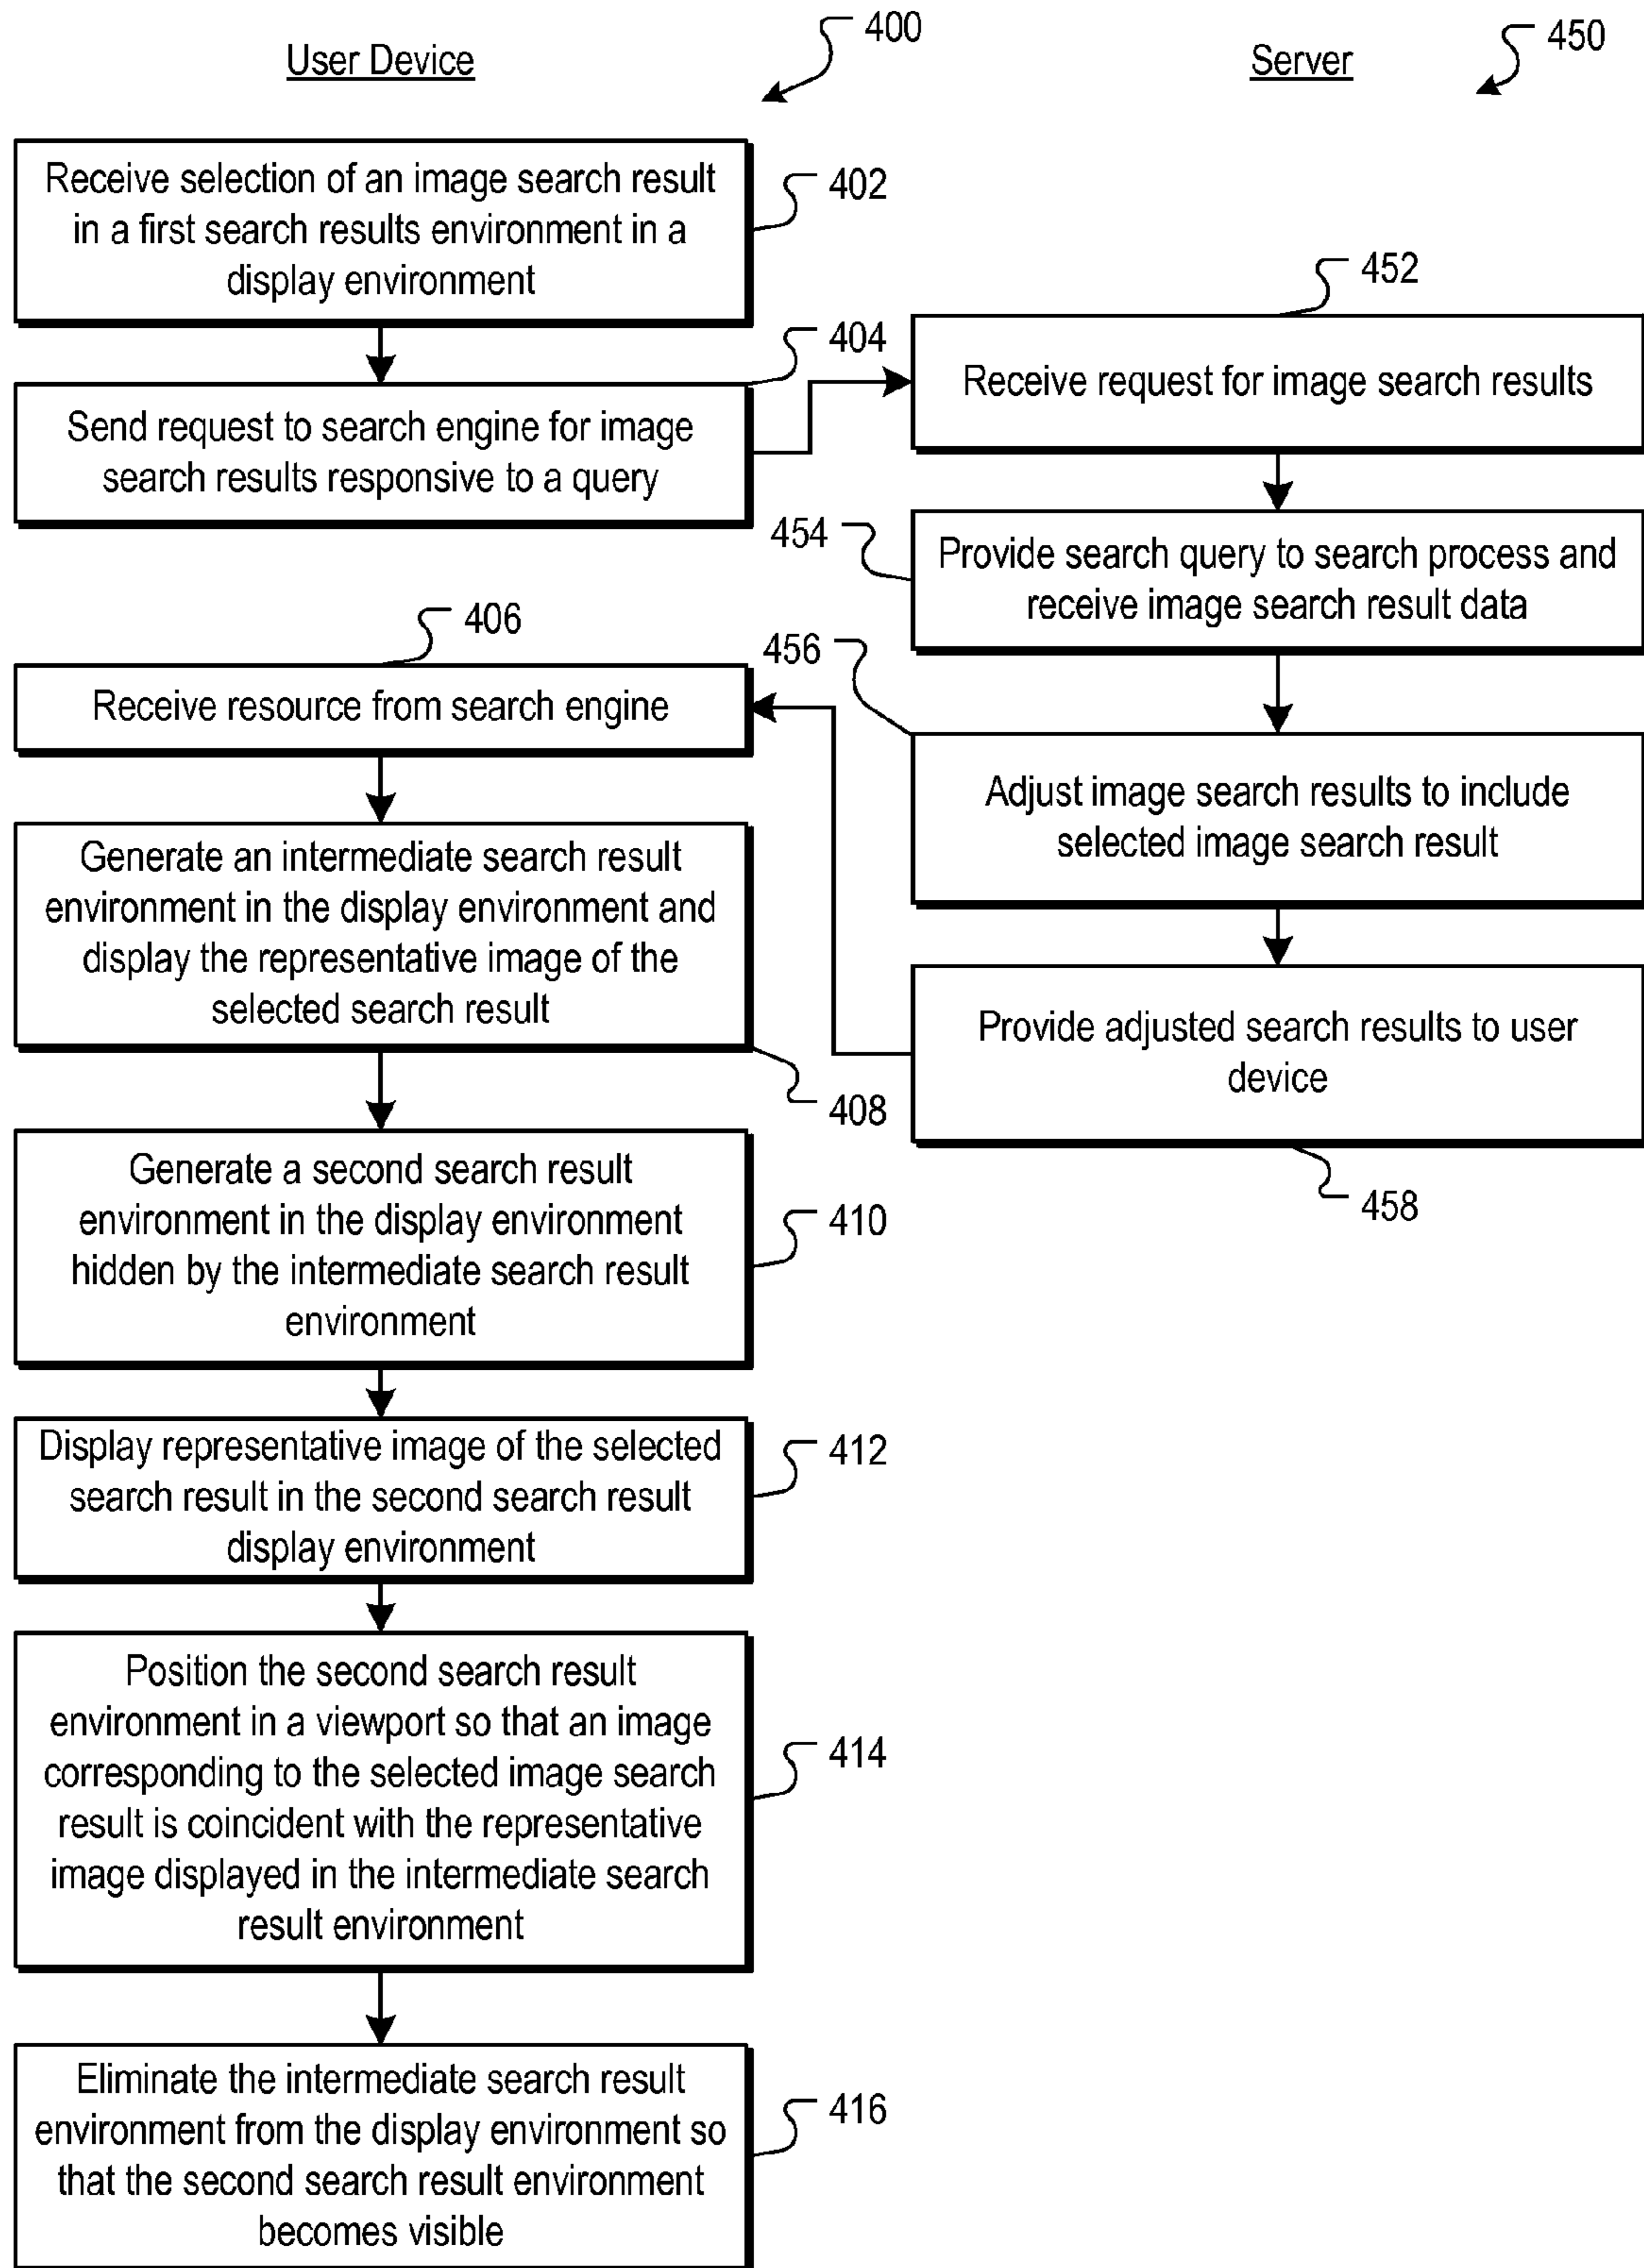 User Device
400
Receive selection of an image search result
in a first search results environment in a
display environment
402
Send request to search engine for image
search results responsive to a query
404
Receive resource from search engine
406
Generate an intermediate search result
environment in the display environment and
display the representative image of the
selected search result
408
Generate a second search result
environment in the display environment
hidden by the intermediate search result
environment
410
Display representative image of the selected
search result in the second search result
display environment
412
Position the second search result
environment in a viewport so that an image
corresponding to the selected image search
result is coincident with the representative
image displayed in the intermediate search
result environment
414
Eliminate the intermediate search result
environment from the display environment so
that the second search result environment
becomes visible
416
Server
450
452
Receive request for image search results
454
Provide search query to search process and
receive image search result data
456
Adjust image search results to include
selected image search result
Provide adjusted search results to user
device
458